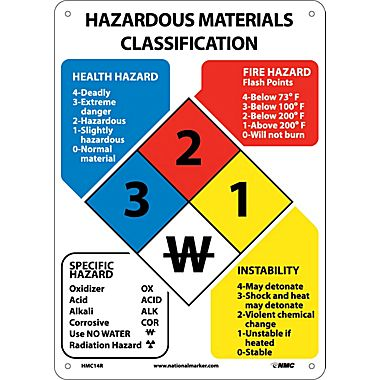 HAZARDOUS MATERIALS
CLASSIFICATION
HEALTH HAZARD
4-Deadly
3-Extreme
danger
2-Hazardous
1-Slightly
hazardous
0-Normal
material
FIRE HAZARD
Flash Points
4-Below 73° F
3-Below 100° F
2-Below 200° F
1-Above 200° F
0-Will not burn
2
3
1
W
SPECIFIC
HAZARD
Oxidizer OX
Acid ACID
Alkali ALK
Corrosive COR
Use NO WATER W
Radiation Hazard
INSTABILITY
4-May detonate
3-Shock and heat
may detonate
2-Violent chemical
change
1-Unstable if
heated
0-Stable
HMC14R
www.nationalmarker.com
NMC